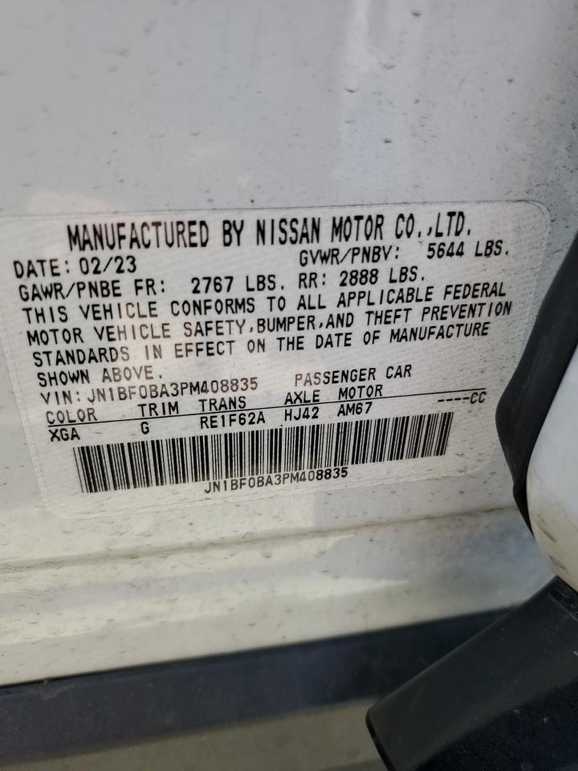 MANUFACTURED BY NISSAN MOTOR CO.,LTD.
DATE: 02/23 GVWR/PNBV: 5644 LBS.
GAWR/PNBE FR: 2767 LBS. RR: 2888 LBS.
THIS VEHICLE CONFORMS TO ALL APPLICABLE FEDERAL
MOTOR VEHICLE SAFETY,BUMPER,AND THEFT PREVENTION
STANDARDS IN EFFECT ON THE DATE OF MANUFACTURE
SHOWN ABOVE.
VIN: JN1BF0BA3PM408835 PASSENGER CAR
COLOR TRIM TRANS AXLE MOTOR ----CC
XGA G RE1F62A HJ42 AM67
JN1BF0BA3PM408835